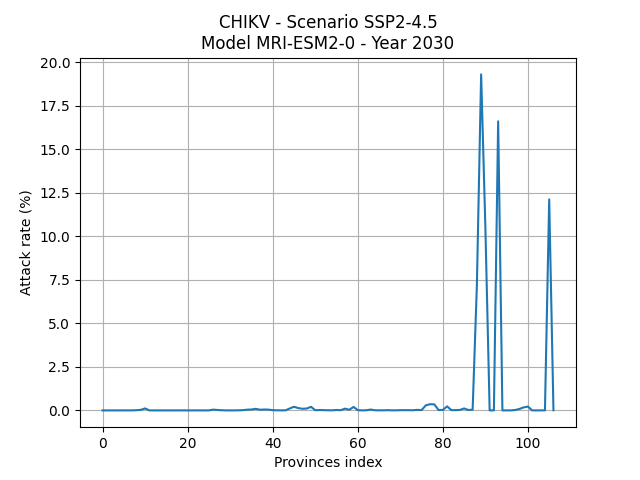 CHIKV - Scenario SSP2-4.5
Model MRI-ESM2-0 - Year 2030
Attack rate (%)
20.0
17.5
15.0
12.5
10.0
7.5
5.0
2.5
0.0
0 20 40 60 80 100
Provinces index